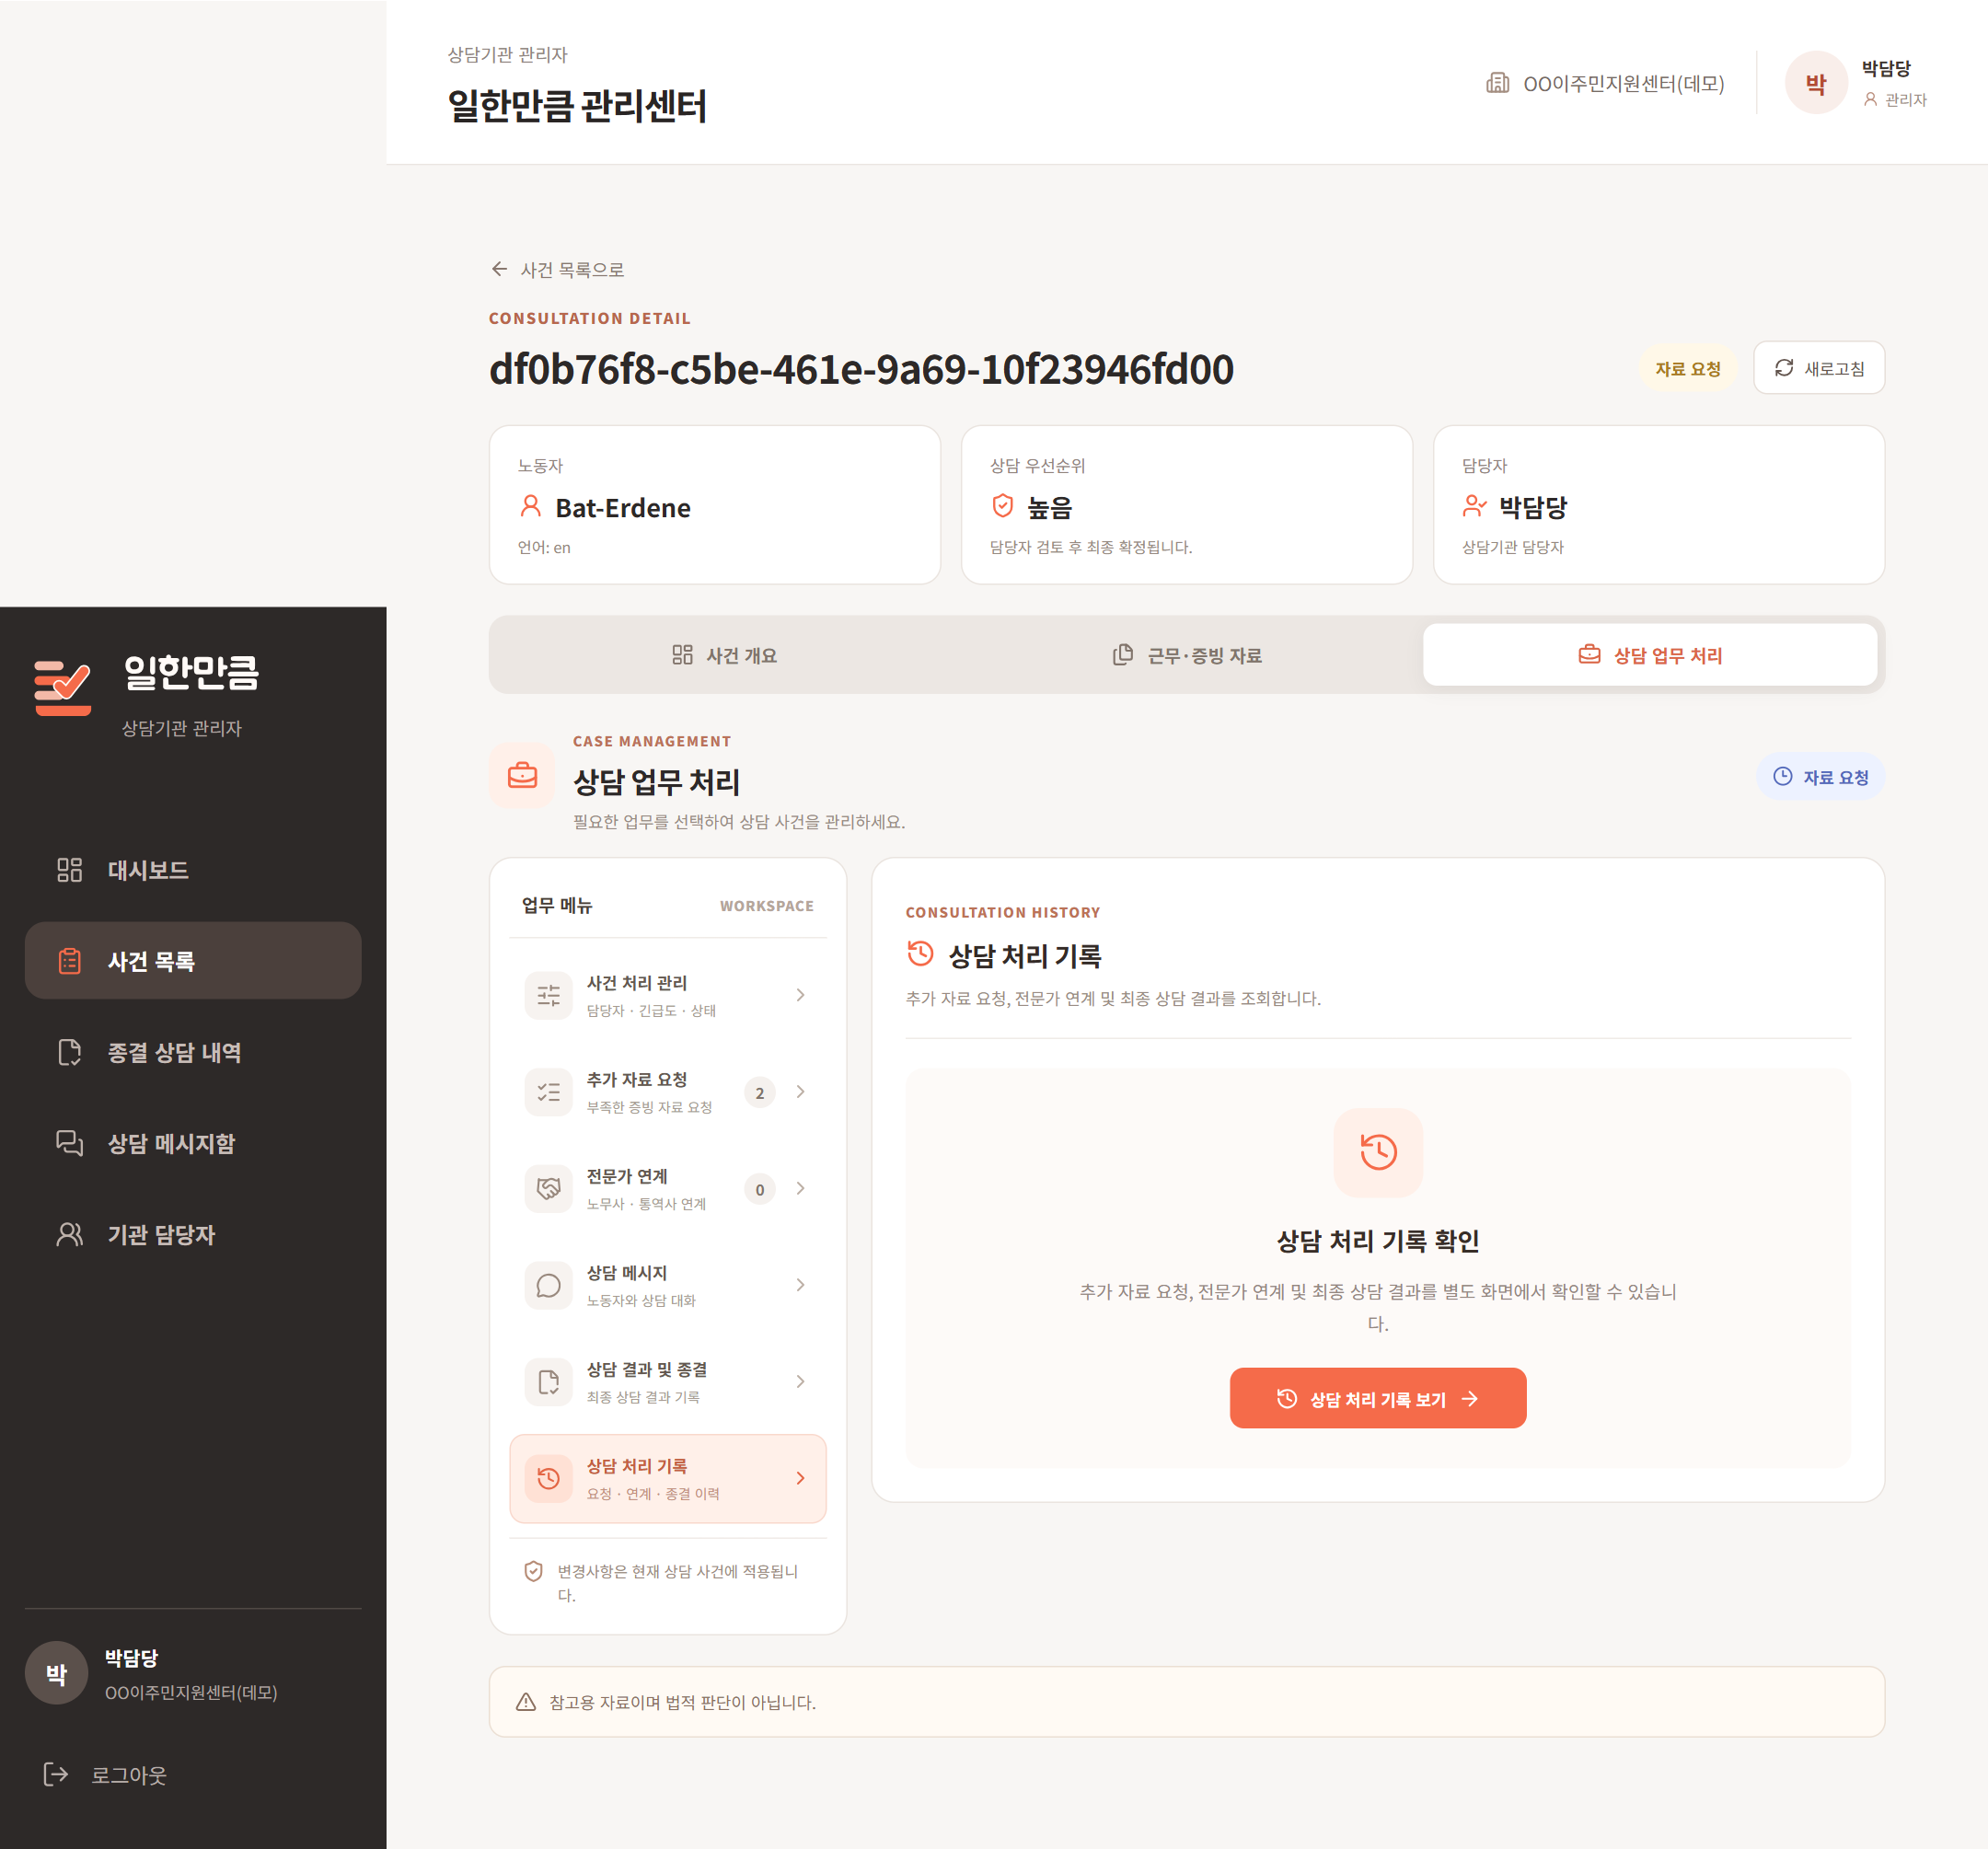 상담기관 관리자
일한만큼 관리센터
OO이주민지원센터(데모)
박
박담당
관리자
사건 목록으로
CONSULTATION DETAIL
df0b76f8-c5be-461e-9a69-10f23946fd00
자료 요청
새로고침
노동자
Bat-Erdene
언어: en
상담 우선순위
높음
담당자 검토 후 최종 확정됩니다.
담당자
박담당
상담기관 담당자
사건 개요
근무·증빙 자료
상담 업무 처리
일한만큼
상담기관 관리자
대시보드
사건 목록
종결 상담 내역
상담 메시지함
기관 담당자
박
박담당
OO이주민지원센터(데모)
로그아웃
CASE MANAGEMENT
상담 업무 처리
필요한 업무를 선택하여 상담 사건을 관리하세요.
자료 요청
업무 메뉴
WORKSPACE
사건 처리 관리
담당자 · 긴급도 · 상태
추가 자료 요청
부족한 증빙 자료 요청
2
전문가 연계
노무사 · 통역사 연계
0
상담 메시지
노동자와 상담 대화
상담 결과 및 종결
최종 상담 결과 기록
상담 처리 기록
요청 · 연계 · 종결 이력
변경사항은 현재 상담 사건에 적용됩니
다.
CONSULTATION HISTORY
상담 처리 기록
추가 자료 요청, 전문가 연계 및 최종 상담 결과를 조회합니다.
상담 처리 기록 확인
추가 자료 요청, 전문가 연계 및 최종 상담 결과를 별도 화면에서 확인할 수 있습니
다.
상담 처리 기록 보기
참고용 자료이며 법적 판단이 아닙니다.